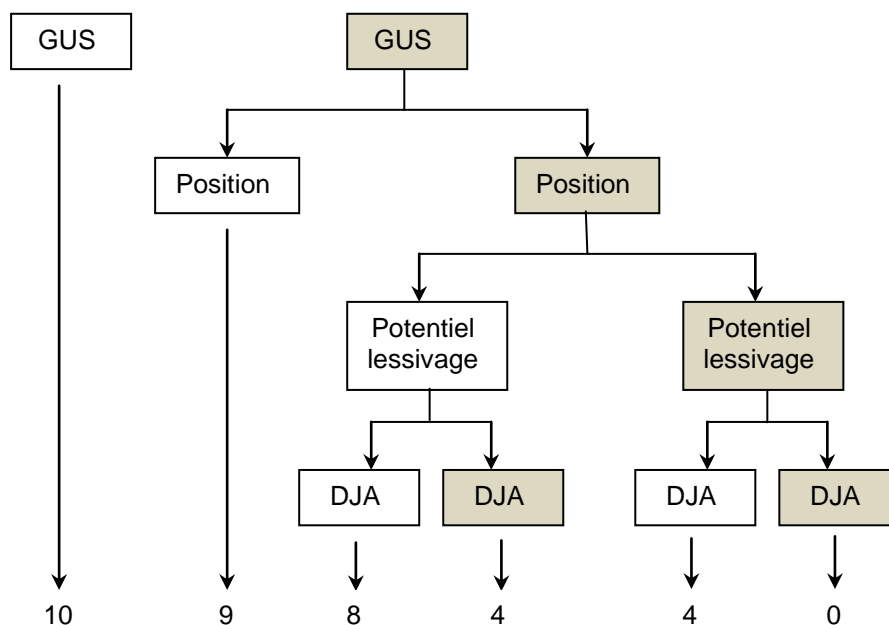 GUS
GUS
Position
Position
Potentiel
lessivage
Potentiel
lessivage
DJA
DJA
DJA
DJA
10
9
8
4
4
0